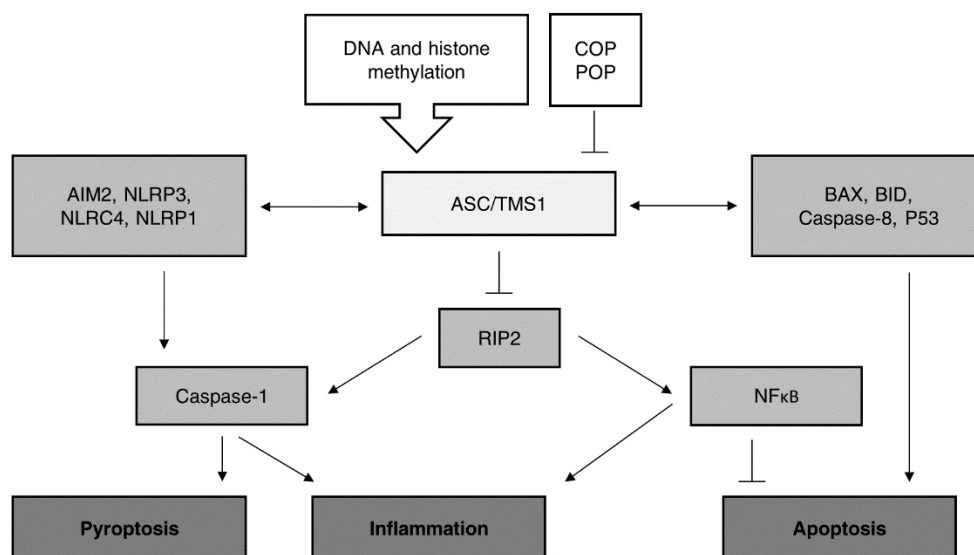 DNA and histone
methylation
COP
POP
AIM2, NLRP3,
NLRC4, NLRP1
ASC/TMS1
BAX, BID,
Caspase-8, P53
RIP2
Caspase-1
NFκB
Pyroptosis
Inflammation
Apoptosis